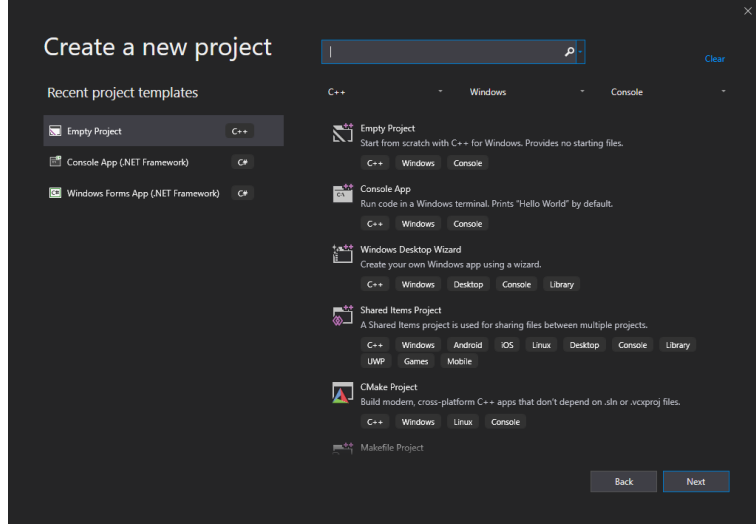 Create a new project
Clear
Recent project templates
C++ Windows Console
Empty Project C++
Console App (.NET Framework) C#
Windows Forms App (.NET Framework) C#
Empty Project
Start from scratch with C++ for Windows. Provides no starting files.
C++ Windows Console
Console App
Run code in a Windows terminal. Prints "Hello World" by default.
C++ Windows Console
Windows Desktop Wizard
Create your own Windows app using a wizard.
C++ Windows Desktop Console Library
Shared Items Project
A Shared Items project is used for sharing files between multiple projects.
C++ Windows Android iOS Linux Desktop Console Library
UWP Games Mobile
CMake Project
Build modern, cross-platform C++ apps that don't depend on .sln or .vcxproj files.
C++ Windows Linux Console
Makefile Project
Back Next